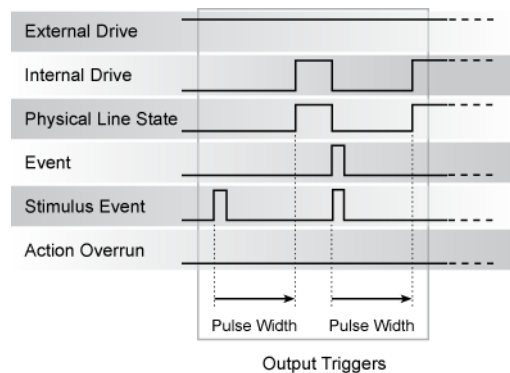 External Drive
Internal Drive
Physical Line State
Event
Stimulus Event
Action Overrun
Pulse Width Pulse Width
Output Triggers